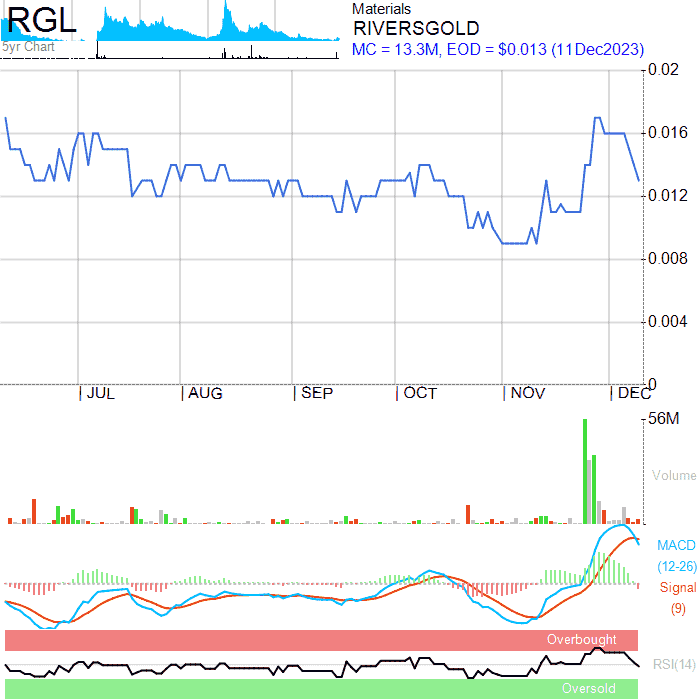 RGL
5yr Chart
Materials
RIVERSGOLD
MC = 13.3M, EOD = $0.013 (11Dec2023)
0.02
0.016
0.012
0.008
0.004
0
JUL AUG SEP OCT NOV DEC
56M
Volume
MACD
(12-26)
Signal
(9)
Overbought
RSI(14)
Oversold